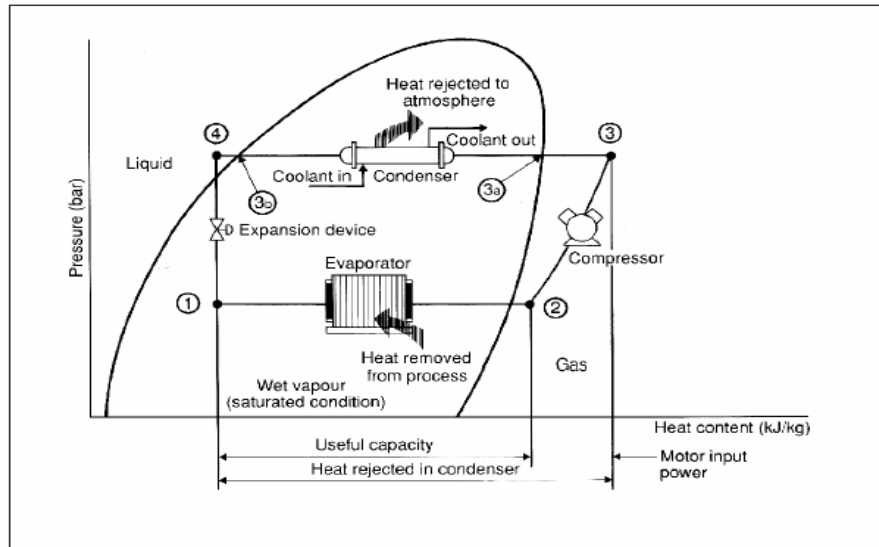 Heat rejected to
atmosphere
④
③
Coolant out
Liquid
Coolant in
Condenser
3a
3b
Pressure (bar)
Expansion device
Compressor
Evaporator
①
②
Heat removed
from process
Gas
Wet vapour
(saturated condition)
Heat content (kJ/kg)
Useful capacity
Heat rejected in condenser
Motor input
power